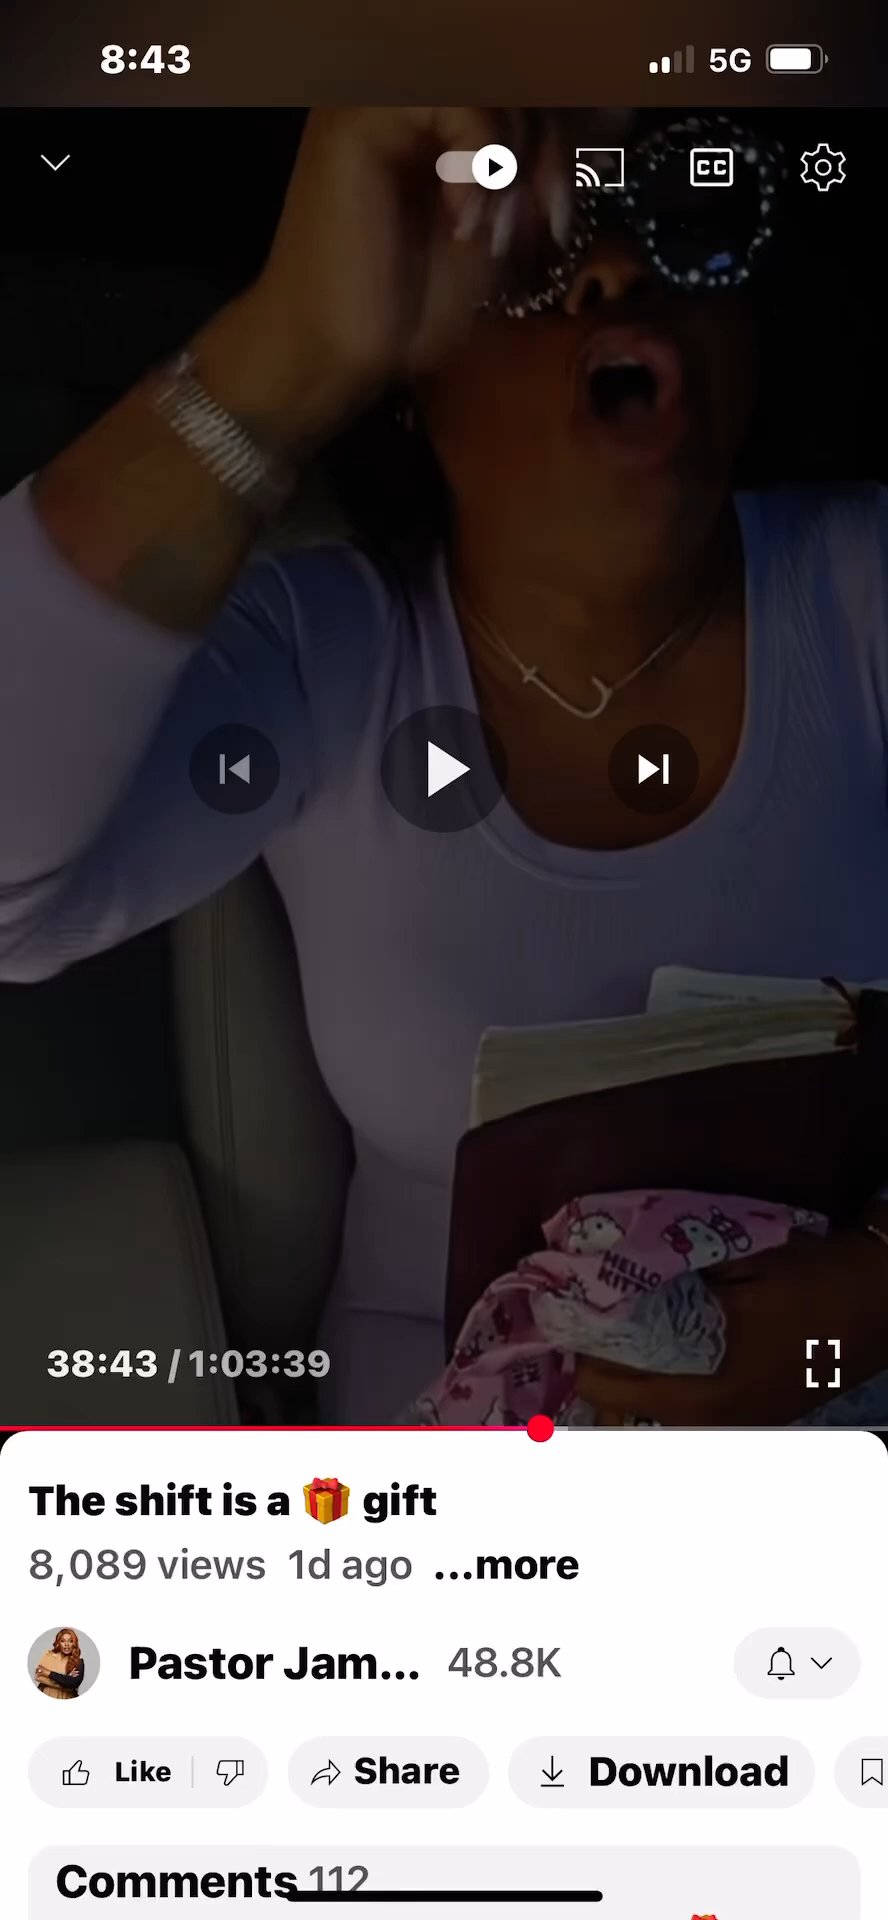 8:43
5G
CC
HELLO
KITTY
38:43 / 1:03:39
The shift is a 🎁 gift
8,089 views 1d ago ...more
Pastor Jam... 48.8K
Like
Share
Download
Comments 112